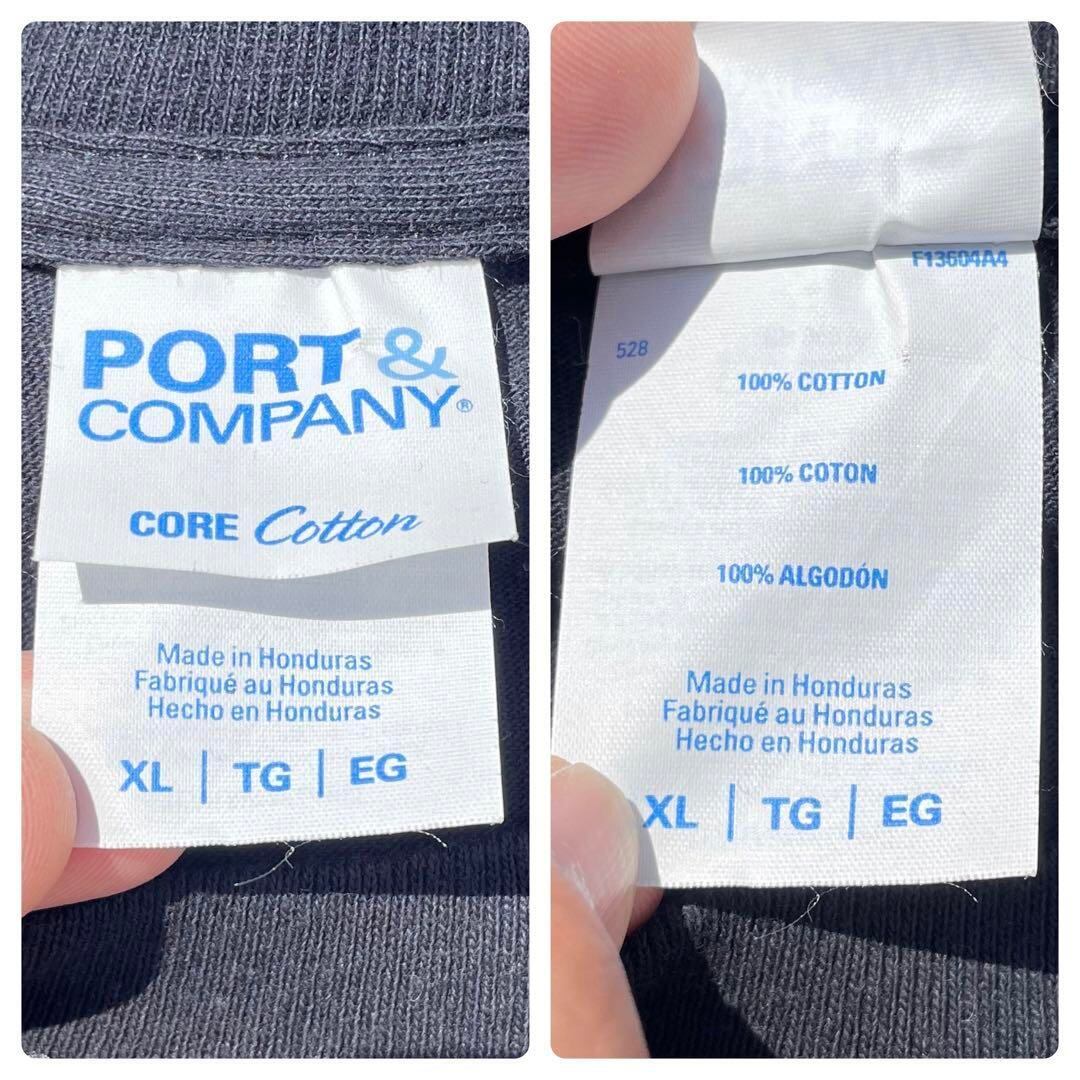 PORT &
COMPANY®
CORE Cotton
Made in Honduras
Fabriqué au Honduras
Hecho en Honduras
XL | TG | EG
F13604A4
528
100% COTTON
100% COTON
100% ALGODÓN
Made in Honduras
Fabriqué au Honduras
Hecho en Honduras
XL | TG | EG